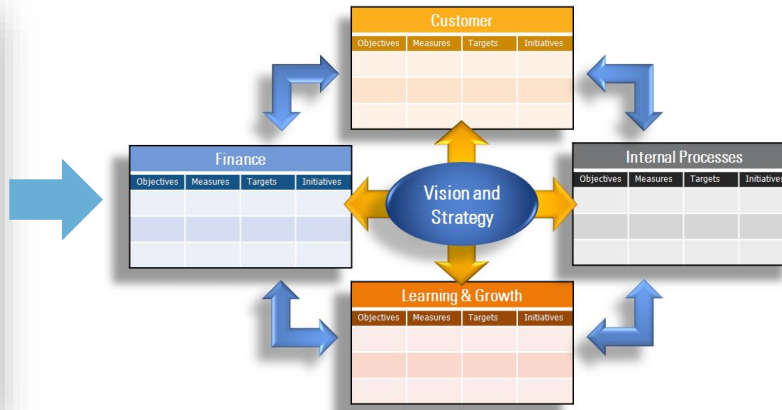 Customer
Objectives Measures Targets Initiatives
Finance
Objectives Measures Targets Initiatives
Vision and
Strategy
Internal Processes
Objectives Measures Targets Initiatives
Learning & Growth
Objectives Measures Targets Initiatives